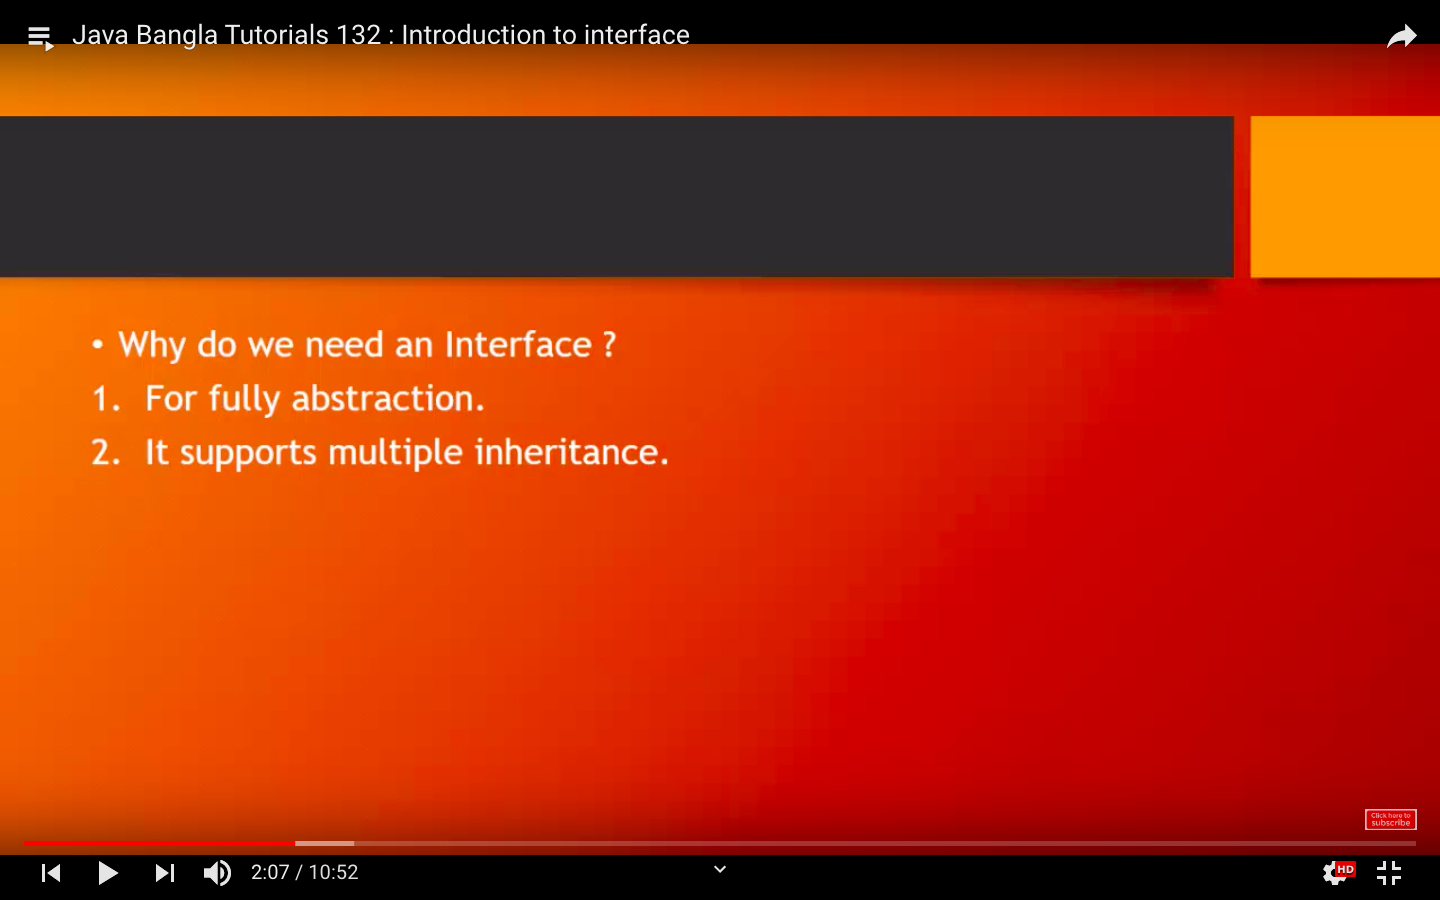 Java Bangla Tutorials 132 : Introduction to interface
• Why do we need an Interface ?
1. For fully abstraction.
2. It supports multiple inheritance.
Click here to
subscribe
2:07 / 10:52
HD